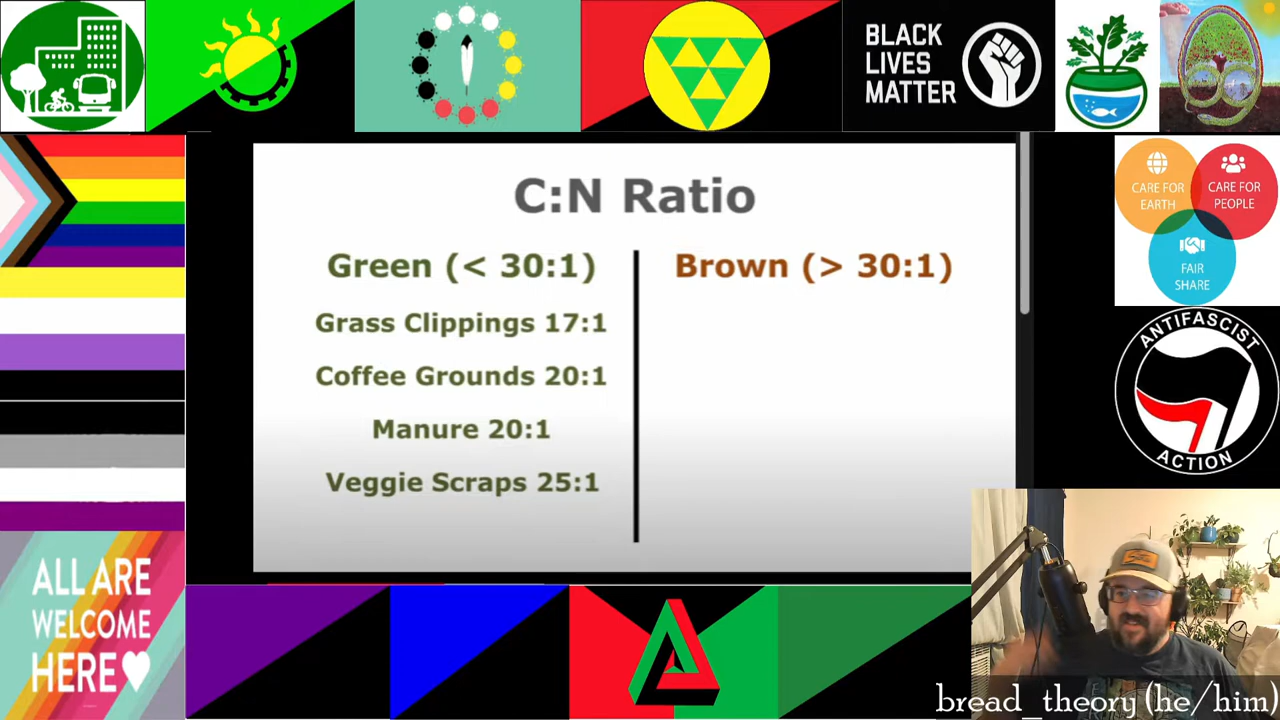 BLACK
LIVES
MATTER
C:N Ratio
Green (< 30:1)
Brown (> 30:1)
Grass Clippings 17:1
Coffee Grounds 20:1
Manure 20:1
Veggie Scraps 25:1
CARE FOR
EARTH
CARE FOR
PEOPLE
FAIR
SHARE
ANTIFASCIST
ACTION
ALL ARE
WELCOME
HERE
bread_theory (he/him)